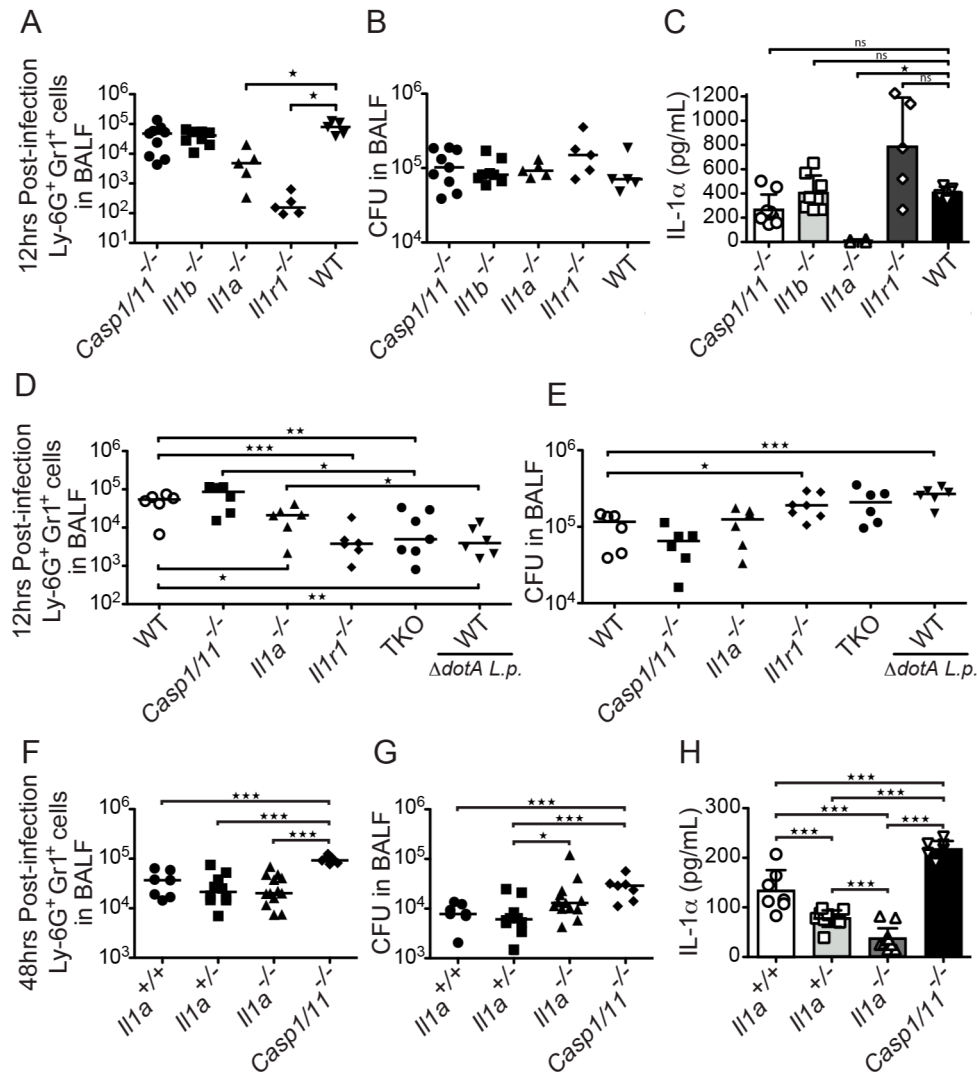 A
12hrs Post-infection
Ly-6G+ Gr1+ cells
in BALF
10^6
10^5
10^4
10^3
10^2
10^1
★
★
Casp1/11 -/-
Il1b -/-
Il1a -/-
Il1r1 -/-
WT
B
CFU in BALF
10^6
10^5
10^4
Casp1/11 -/-
Il1b -/-
Il1a -/-
Il1r1 -/-
WT
C
IL-1α (pg/mL)
ns
ns
★
ns
1200
1000
800
600
400
200
0
Casp1/11 -/-
Il1b -/-
Il1a -/-
Il1r1 -/-
WT
D
12hrs Post-infection
Ly-6G+ Gr1+ cells
in BALF
10^6
10^5
10^4
10^3
10^2
★★
★★★
★
★
★
★★
WT
Casp1/11 -/-
Il1a -/-
Il1r1 -/-
TKO
WT
ΔdotA L.p.
E
CFU in BALF
10^6
10^5
10^4
★★★
★
WT
Casp1/11 -/-
Il1a -/-
Il1r1 -/-
TKO
WT
ΔdotA L.p.
F
48hrs Post-infection
Ly-6G+ Gr1+ cells
in BALF
10^6
10^5
10^4
10^3
★★★
★★★
★★★
Il1a +/+
Il1a +/-
Il1a -/-
Casp1/11 -/-
G
CFU in BALF
10^6
10^5
10^4
10^3
★★★
★★★
★
Il1a +/+
Il1a +/-
Il1a -/-
Casp1/11 -/-
H
IL-1α (pg/mL)
★★★
★★★
★★★
★★★
★★★
★★★
300
200
100
0
Il1a +/+
Il1a +/-
Il1a -/-
Casp1/11 -/-